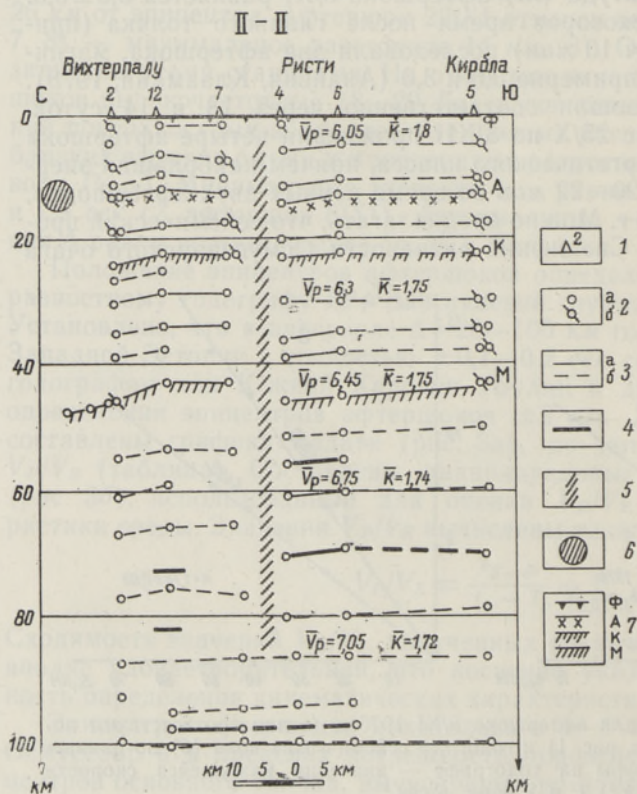 II–II
Вихтерпалу Ристи Кирбла
С 2 12 7 4 6 5 Ю
0 V̄p=6,05 K̄=1,8 Ф
А
20 К
V̄p=6,3 K̄=1,75
40 V̄p=6,45 K̄=1,75 М
V̄p=6,75 K̄=1,74
60
80
V̄p=7,05 K̄=1,72
100
км км 10 5 0 5 км км
Δ² 1
а
б 2
а
б 3
4
5
6
Ф
А 7
К
М